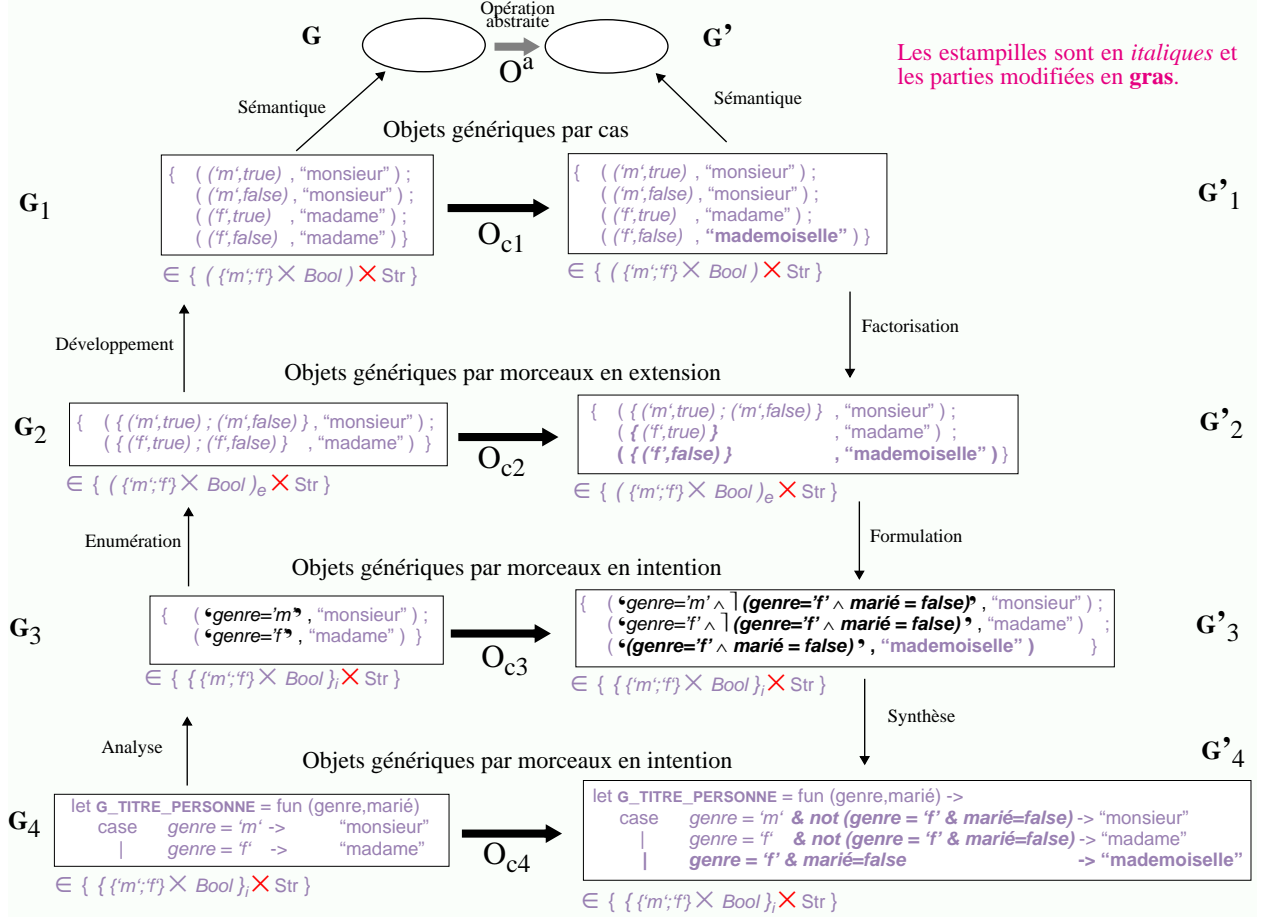 Opération
abstraite
G
G'
Oᵃ
Les estampilles sont en italiques et
les parties modifiées en gras.
Sémantique
Sémantique
Objets génériques par cas
G1
{ ( (‘m‘,true) , “monsieur” ) ;
( (‘m‘,false) , “monsieur” ) ;
( (‘f‘,true) , “madame” ) ;
( (‘f‘,false) , “madame” ) }
∈ { ( {‘m‘;‘f‘} × Bool ) × Str }
Oc1
{ ( (‘m‘,true) , “monsieur” ) ;
( (‘m‘,false) , “monsieur” ) ;
( (‘f‘,true) , “madame” ) ;
( (‘f‘,false) , “mademoiselle” ) }
∈ { ( {‘m‘;‘f‘} × Bool ) × Str }
G’1
Développement
Factorisation
Objets génériques par morceaux en extension
G2
{ ( { (‘m‘,true) ; (‘m‘,false) } , “monsieur” ) ;
( { (‘f‘,true) ; (‘f‘,false) } , “madame” ) }
∈ { ( {‘m‘;‘f‘} × Bool )e × Str }
Oc2
{ ( { (‘m‘,true) ; (‘m‘,false) } , “monsieur” ) ;
( { (‘f‘,true) } , “madame” ) ;
( { (‘f’,false) } , “mademoiselle” ) }
∈ { ( {‘m‘;‘f‘} × Bool )e × Str }
G’2
Enumération
Formulation
Objets génériques par morceaux en intention
G3
{ ( ‘genre=‘m‘’ , “monsieur” ) ;
( ‘genre=‘f‘’ , “madame” ) }
∈ { { {‘m‘;‘f‘} × Bool }i × Str }
Oc3
{ ( ‘genre='m' ∧ ⏋(genre='f' ∧ marié = false)’ , “monsieur” ) ;
( ‘genre='f' ∧ ⏋(genre='f' ∧ marié = false)’ , “madame” ) ;
( ‘(genre='f' ∧ marié = false) ’ , “mademoiselle” ) }
∈ { { {‘m‘;‘f‘} × Bool }i × Str }
G’3
Analyse
Synthèse
Objets génériques par morceaux en intention
G4
let G_TITRE_PERSONNE = fun (genre,marié)
case genre = ‘m‘ -> “monsieur”
| genre = ‘f‘ -> “madame”
∈ { { {‘m‘;‘f‘} × Bool }i × Str }
Oc4
G’4
let G_TITRE_PERSONNE = fun (genre,marié) ->
case genre = ‘m‘ & not (genre = ‘f’ & marié=false) -> “monsieur”
| genre = ‘f‘ & not (genre = ‘f’ & marié=false) -> “madame”
| genre = ‘f’ & marié=false -> “mademoiselle”
∈ { { {‘m‘;‘f‘} × Bool }i × Str }